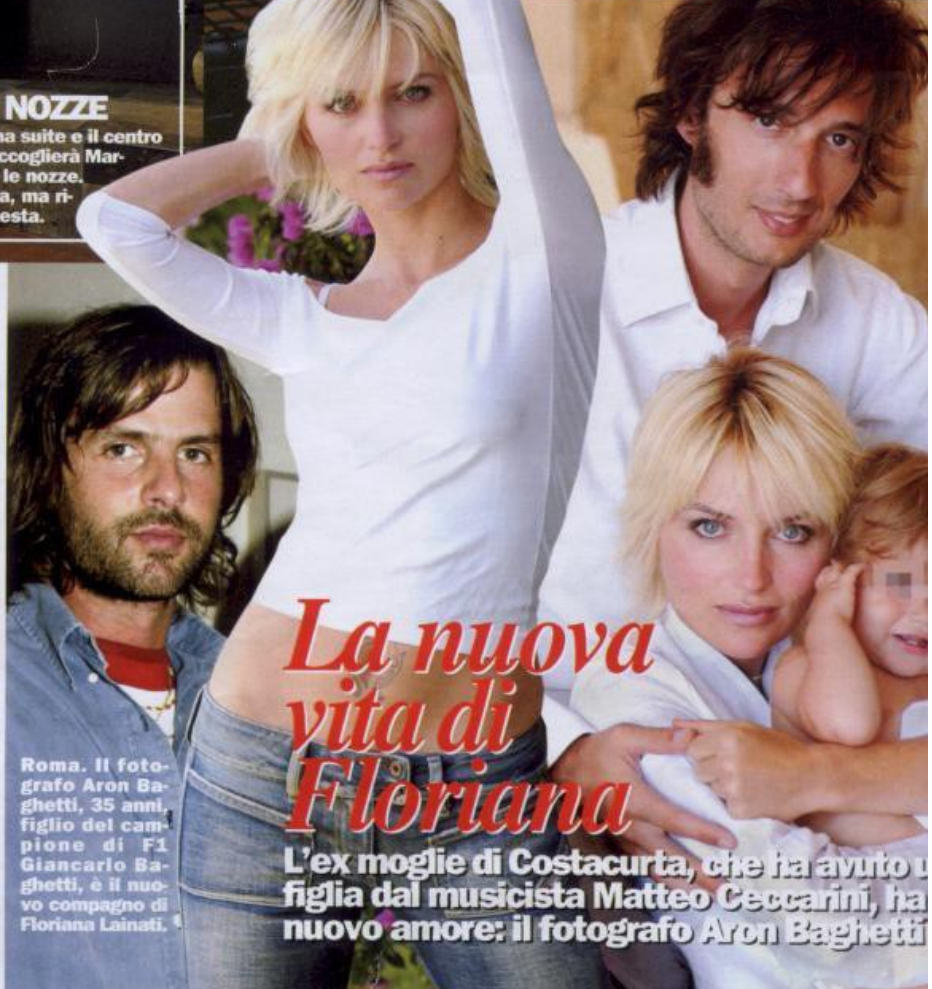 NOZZE
na suite e il centro
ccoglierà Mar-
le nozze.
a, ma ri-
esta.
La nuova
vita di
Floriana
Roma. Il foto-
grafo Aron Ba-
ghetti, 35 anni,
figlio del cam-
pione di F1
Giancarlo Ba-
ghetti, è il nuo-
vo compagno di
Floriana Lainati.
L'ex moglie di Costacurta, che ha avuto u
figlia dal musicista Matteo Ceccarini, ha
nuovo amore: il fotografo Aron Baghetti